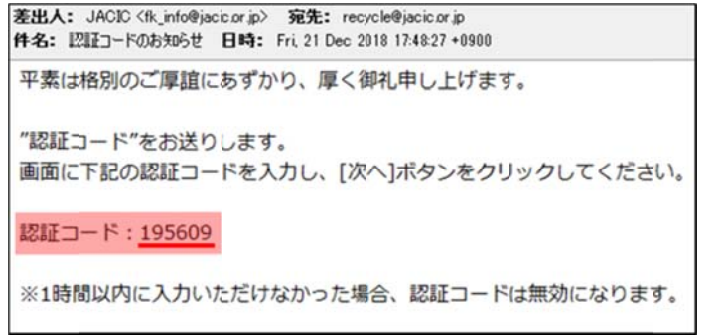 差出人: JACIC <fk_info@jacic.or.jp> 宛先: recycle@jacic.or.jp
件名: 認証コードのお知らせ 日時: Fri, 21 Dec 2018 17:48:27 +0900
平素は格別のご厚誼にあずかり、厚く御礼申し上げます。
"認証コード"をお送りします。
画面に下記の認証コードを入力し、[次へ]ボタンをクリックしてください。
認証コード：195609
※1時間以内に入力いただけなかった場合、認証コードは無効になります。